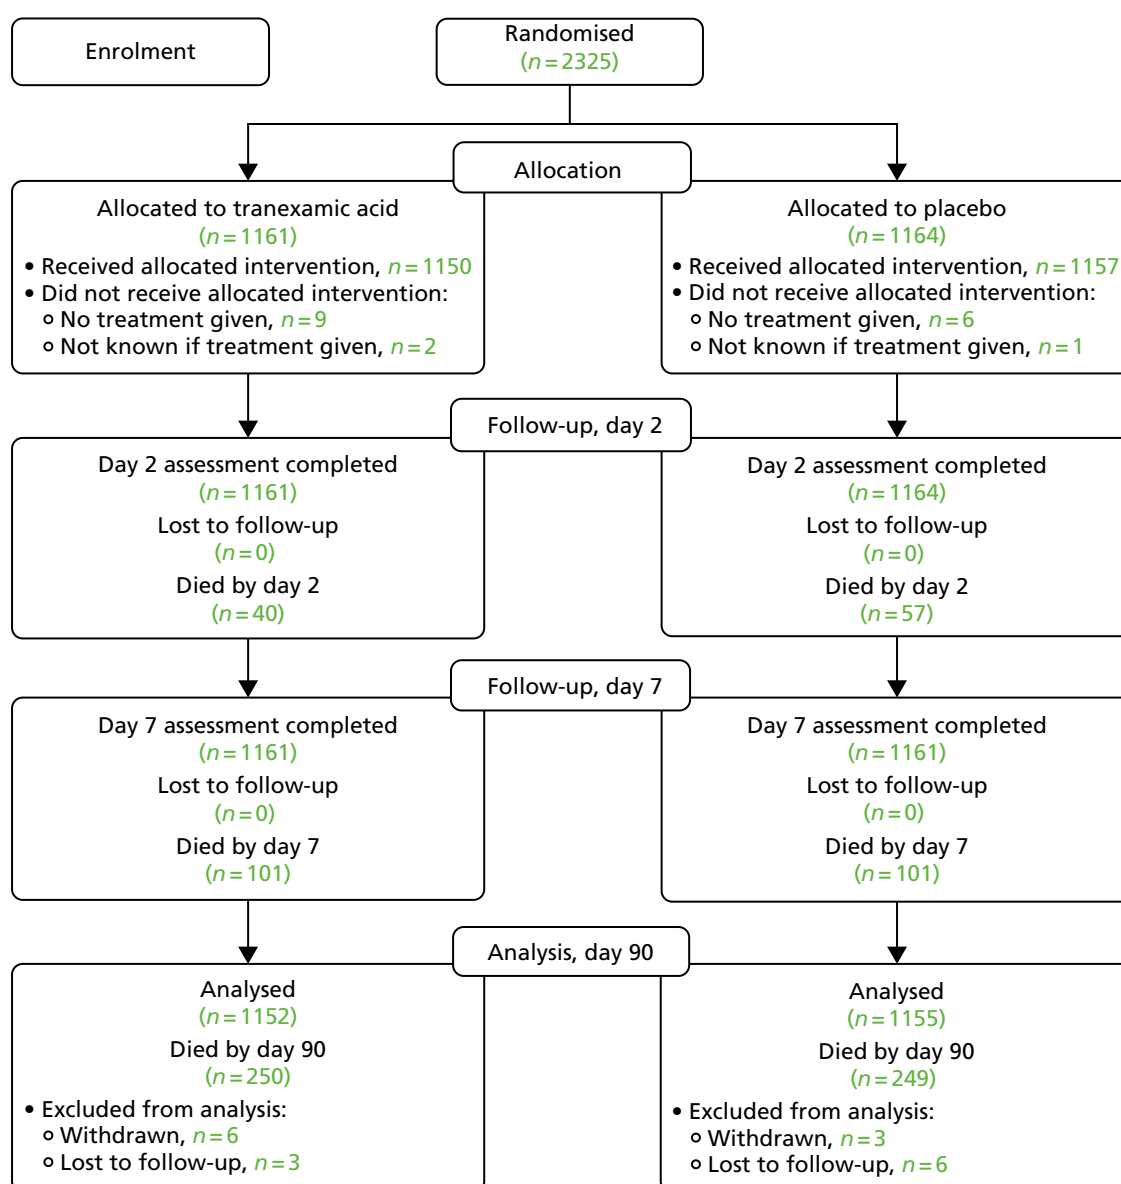 Enrolment
Randomised
(n=2325)
Allocation
Allocated to tranexamic acid
(n=1161)
• Received allocated intervention, n=1150
• Did not receive allocated intervention:
No treatment given, n=9
Not known if treatment given, n=2
Allocated to placebo
(n=1164)
• Received allocated intervention, n=1157
• Did not receive allocated intervention:
No treatment given, n=6
Not known if treatment given, n=1
Follow-up, day 2
Day 2 assessment completed
(n=1161)
Lost to follow-up
(n=0)
Died by day 2
(n=40)
Day 2 assessment completed
(n=1164)
Lost to follow-up
(n=0)
Died by day 2
(n=57)
Follow-up, day 7
Day 7 assessment completed
(n=1161)
Lost to follow-up
(n=0)
Died by day 7
(n=101)
Day 7 assessment completed
(n=1161)
Lost to follow-up
(n=0)
Died by day 7
(n=101)
Analysis, day 90
Analysed
(n=1152)
Died by day 90
(n=250)
• Excluded from analysis:
Withdrawn, n=6
Lost to follow-up, n=3
Analysed
(n=1155)
Died by day 90
(n=249)
• Excluded from analysis:
Withdrawn, n=3
Lost to follow-up, n=6